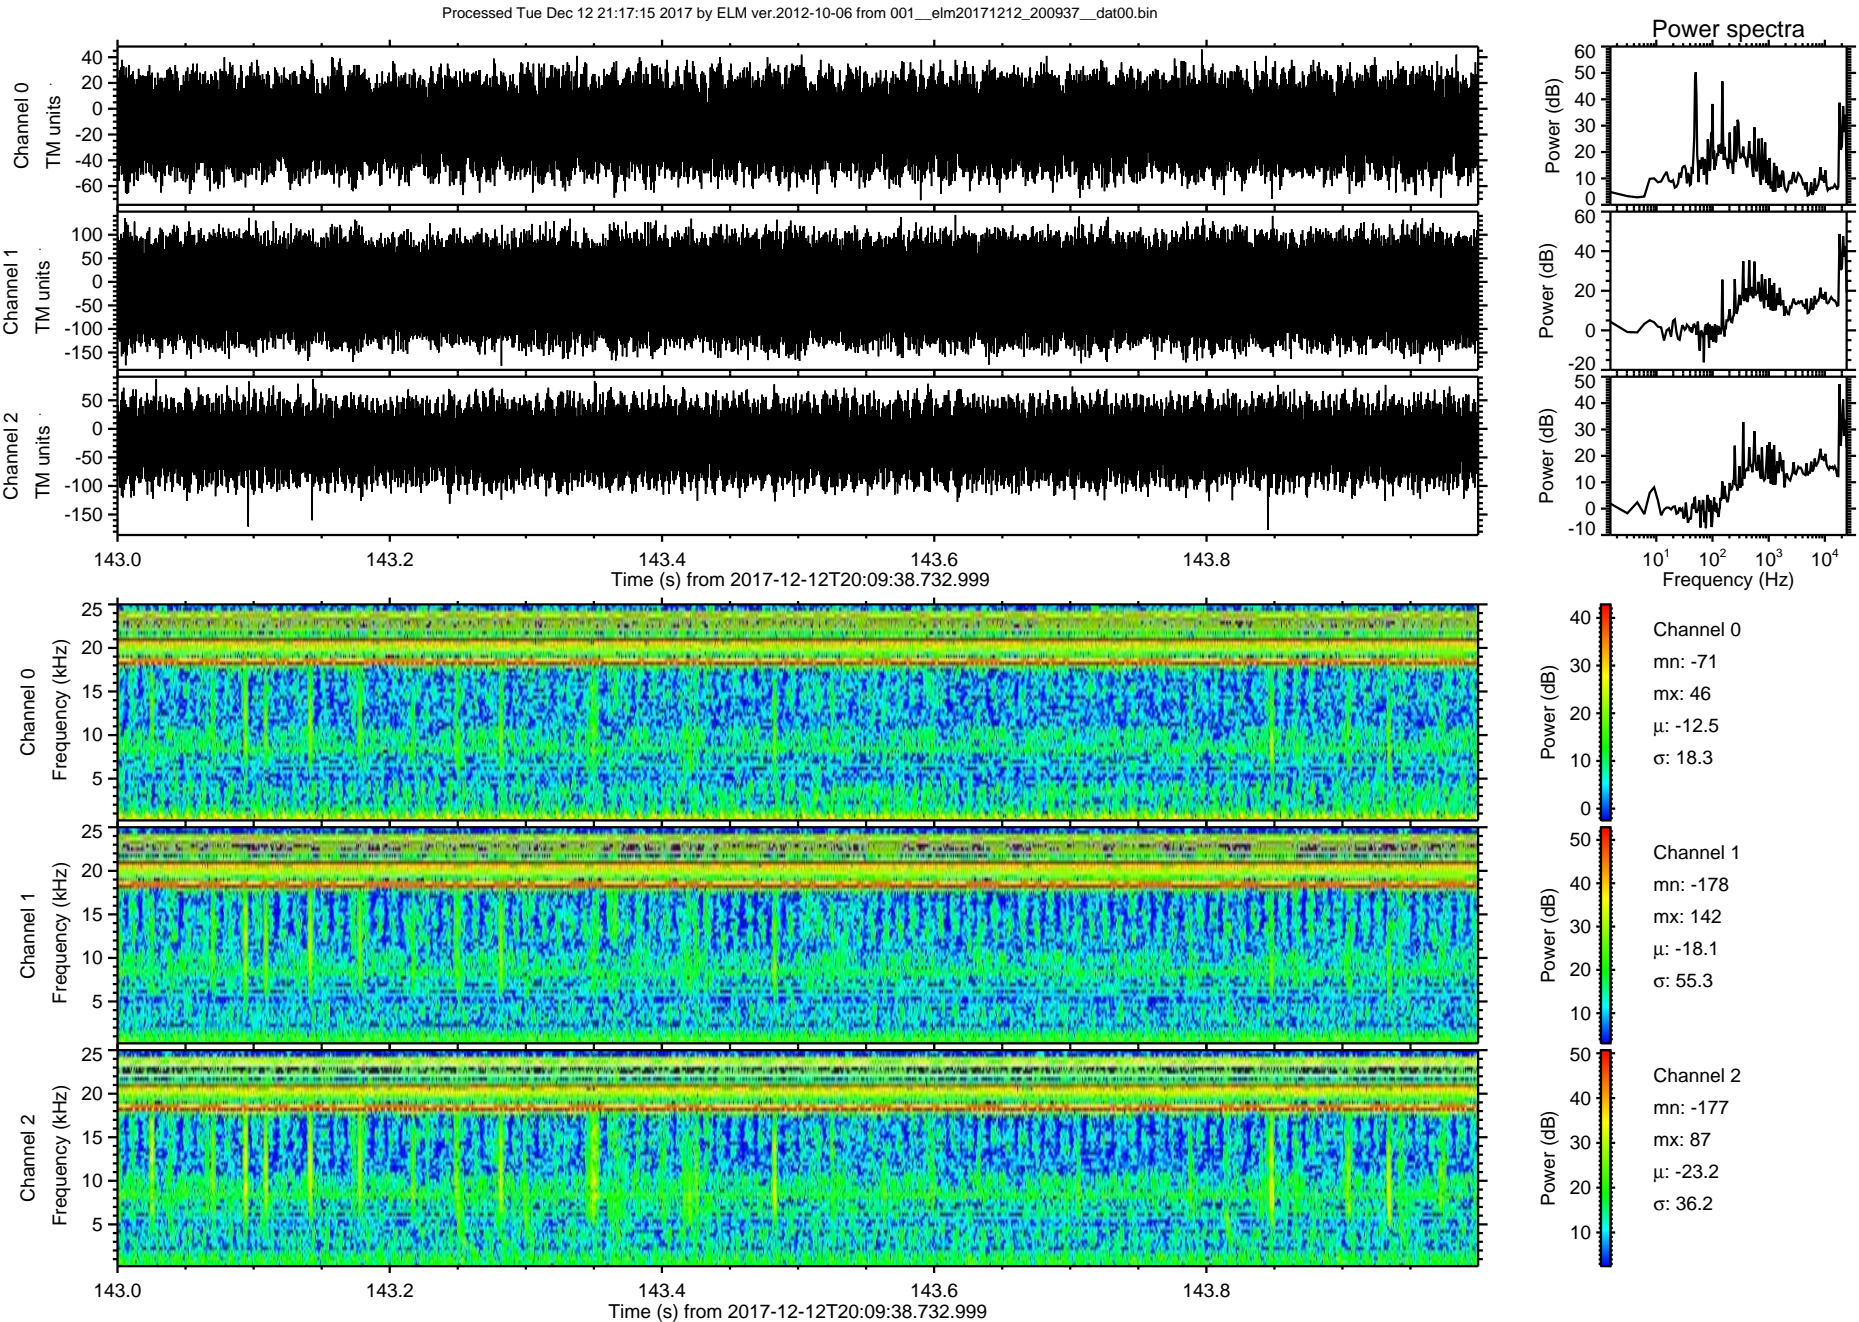 Processed Tue Dec 12 21:17:15 2017 by ELM ver.2012-10-06 from 001__elm20171212_200937__dat00.bin
Power spectra
Channel 0
TM units
40
20
0
-20
-40
-60
Power (dB)
60
50
40
30
20
10
0
Channel 1
TM units
100
50
0
-50
-100
-150
Power (dB)
60
40
20
0
-20
Channel 2
TM units
50
0
-50
-100
-150
Power (dB)
50
40
30
20
10
0
-10
143.0 143.2 143.4 143.6 143.8
Time (s) from 2017-12-12T20:09:38.732.999
10^1 10^2 10^3 10^4
Frequency (Hz)
Channel 0
Frequency (kHz)
25
20
15
10
5
Power (dB)
40
30
20
10
0
Channel 0
mn: -71
mx: 46
μ: -12.5
σ: 18.3
Channel 1
Frequency (kHz)
25
20
15
10
5
Power (dB)
50
40
30
20
10
Channel 1
mn: -178
mx: 142
μ: -18.1
σ: 55.3
Channel 2
Frequency (kHz)
25
20
15
10
5
Power (dB)
50
40
30
20
10
Channel 2
mn: -177
mx: 87
μ: -23.2
σ: 36.2
143.0 143.2 143.4 143.6 143.8
Time (s) from 2017-12-12T20:09:38.732.999